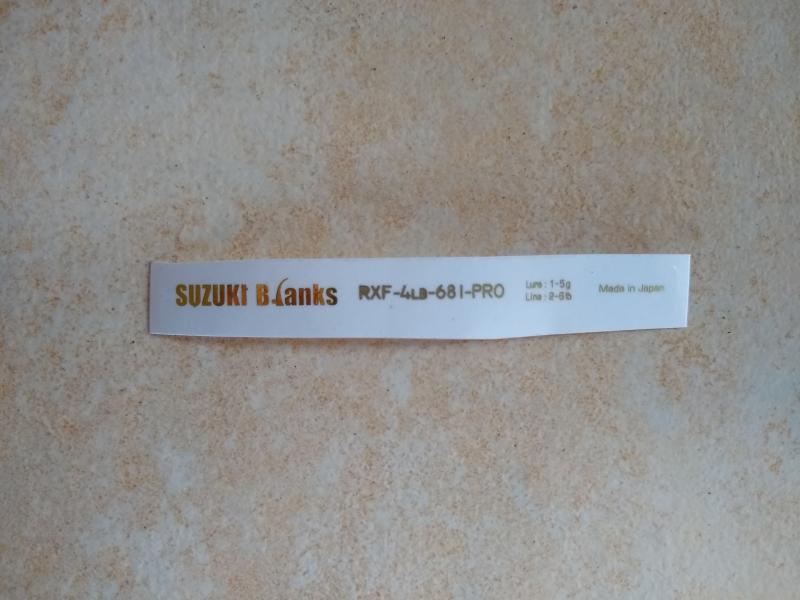 SUZUKI Blanks RXF-4LB-681-PRO
Lure : 1-5g
Line : 2-6lb
Made in Japan